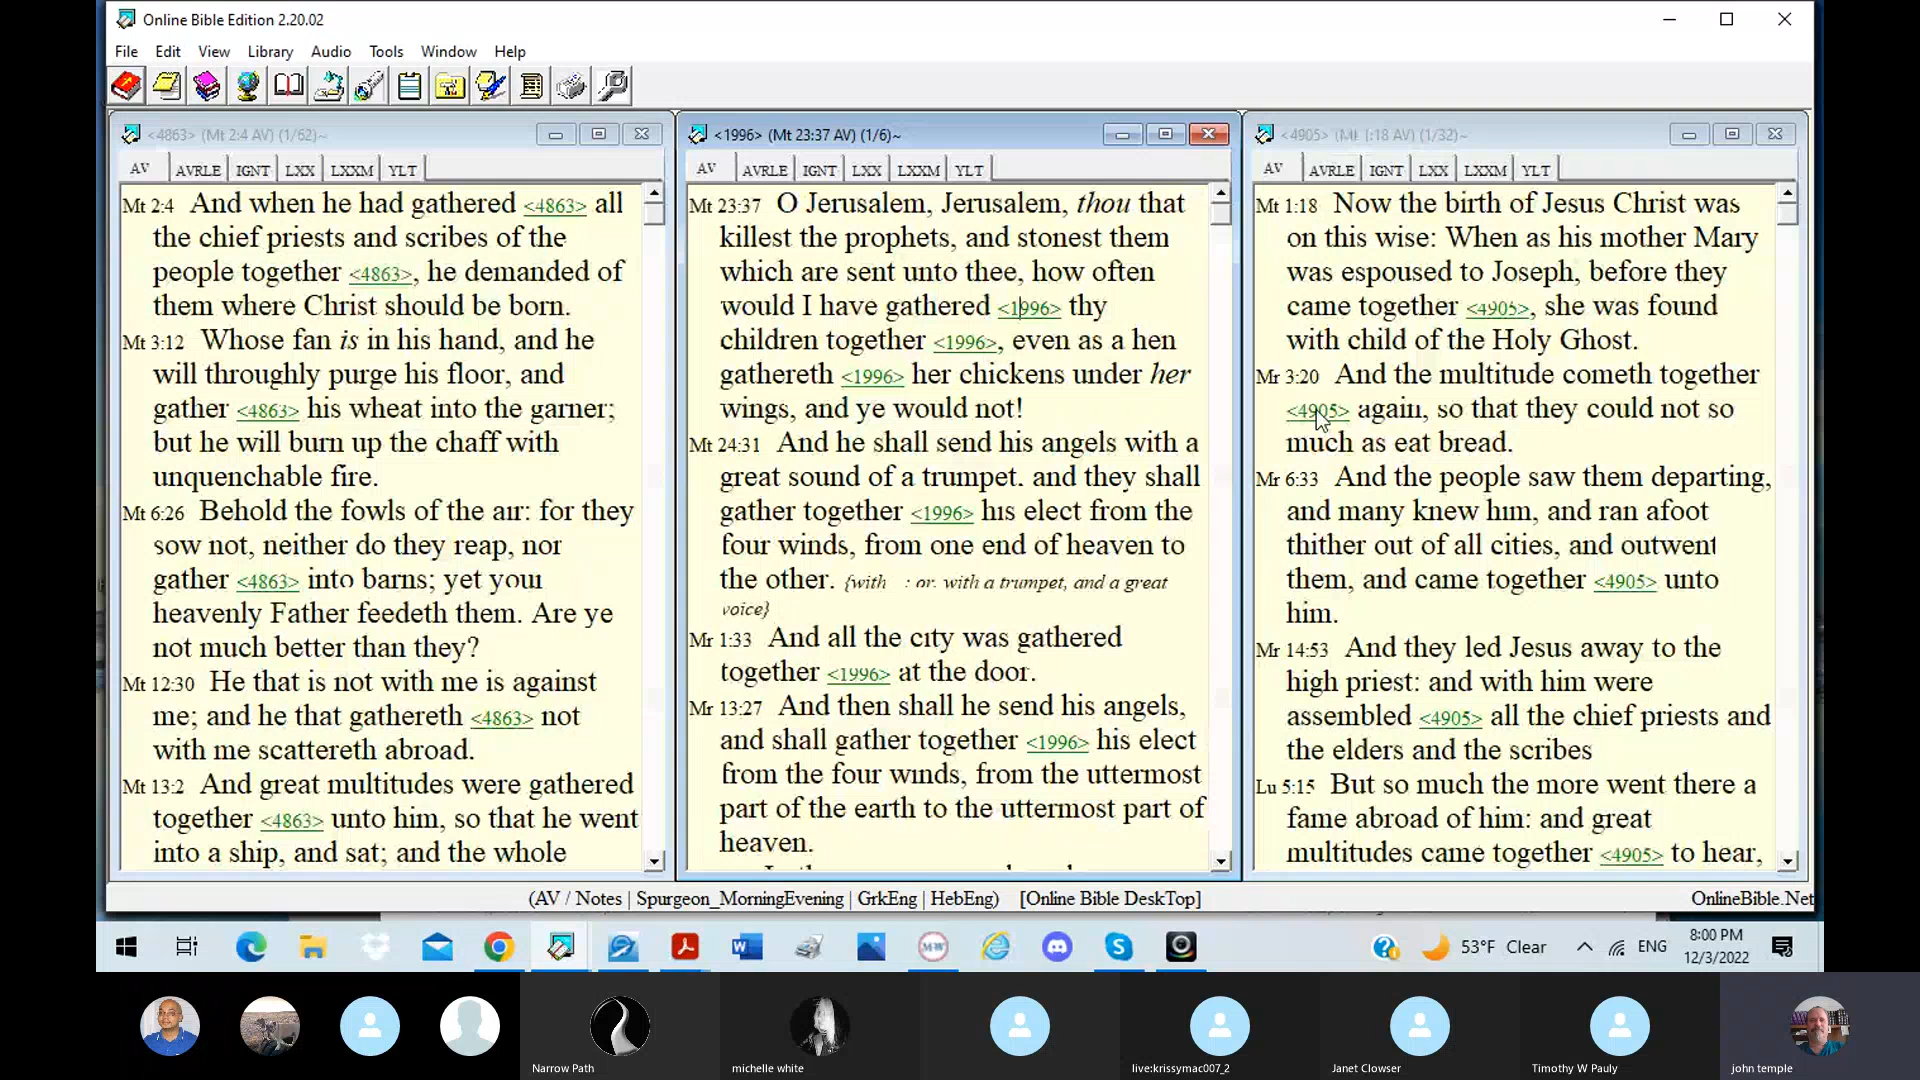 Online Bible Edition 2.20.02
File Edit View Library Audio Tools Window Help
<4863> (Mt 2:4 AV) (1/62)~
AV AVRLE IGNT LXX LXXM YLT
Mt 2:4 And when he had gathered <4863> all
the chief priests and scribes of the
people together <4863>, he demanded of
them where Christ should be born.
Mt 3:12 Whose fan is in his hand, and he
will throughly purge his floor, and
gather <4863> his wheat into the garner;
but he will burn up the chaff with
unquenchable fire.
Mt 6:26 Behold the fowls of the air: for they
sow not, neither do they reap, nor
gather <4863> into barns; yet your
heavenly Father feedeth them. Are ye
not much better than they?
Mt 12:30 He that is not with me is against
me; and he that gathereth <4863> not
with me scattereth abroad.
Mt 13:2 And great multitudes were gathered
together <4863> unto him, so that he went
into a ship, and sat; and the whole
<1996> (Mt 23:37 AV) (1/6)~
AV AVRLE IGNT LXX LXXM YLT
Mt 23:37 O Jerusalem, Jerusalem, thou that
killest the prophets, and stonest them
which are sent unto thee, how often
would I have gathered <1996> thy
children together <1996>, even as a hen
gathereth <1996> her chickens under her
wings, and ye would not!
Mt 24:31 And he shall send his angels with a
great sound of a trumpet. and they shall
gather together <1996> his elect from the
four winds, from one end of heaven to
the other. {with : or. with a trumpet, and a great
voice}
Mr 1:33 And all the city was gathered
together <1996> at the door.
Mr 13:27 And then shall he send his angels,
and shall gather together <1996> his elect
from the four winds, from the uttermost
part of the earth to the uttermost part of
heaven.
<4905> (Mt 1:18 AV) (1/32)~
AV AVRLE IGNT LXX LXXM YLT
Mt 1:18 Now the birth of Jesus Christ was
on this wise: When as his mother Mary
was espoused to Joseph, before they
came together <4905>, she was found
with child of the Holy Ghost.
Mr 3:20 And the multitude cometh together
<4905> again, so that they could not so
much as eat bread.
Mr 6:33 And the people saw them departing,
and many knew him, and ran afoot
thither out of all cities, and outwent
them, and came together <4905> unto
him.
Mr 14:53 And they led Jesus away to the
high priest: and with him were
assembled <4905> all the chief priests and
the elders and the scribes
Lu 5:15 But so much the more went there a
fame abroad of him: and great
multitudes came together <4905> to hear,
(AV / Notes | Spurgeon_MorningEvening | GrkEng | HebEng) [Online Bible DeskTop]
OnlineBible.Net
53°F Clear
ENG
8:00 PM
12/3/2022
Narrow Path
michelle white
live:krissymac007_2
Janet Clowser
Timothy W Pauly
john temple